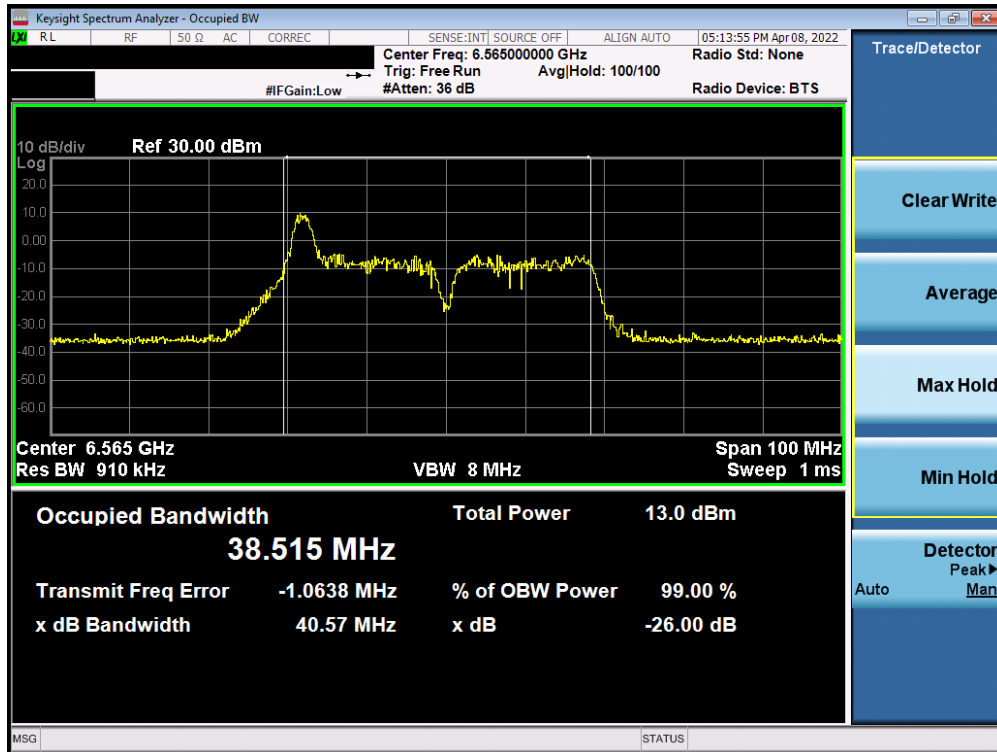 Keysight Spectrum Analyzer - Occupied BW
LXI RL RF 50 Ω AC CORREC SENSE:INT SOURCE OFF ALIGN AUTO 05:13:55 PM Apr 08, 2022
Center Freq: 6.565000000 GHz Radio Std: None
Trig: Free Run Avg|Hold: 100/100
#IFGain:Low #Atten: 36 dB Radio Device: BTS
10 dB/div Ref 30.00 dBm
Log
20.0
10.0
0.00
-10.0
-20.0
-30.0
-40.0
-50.0
-60.0
Center 6.565 GHz Span 100 MHz
Res BW 910 kHz VBW 8 MHz Sweep 1 ms
Occupied Bandwidth Total Power 13.0 dBm
38.515 MHz
Transmit Freq Error -1.0638 MHz % of OBW Power 99.00 %
x dB Bandwidth 40.57 MHz x dB -26.00 dB
MSG STATUS
Trace/Detector
Clear Write
Average
Max Hold
Min Hold
Detector
Peak
Auto Man